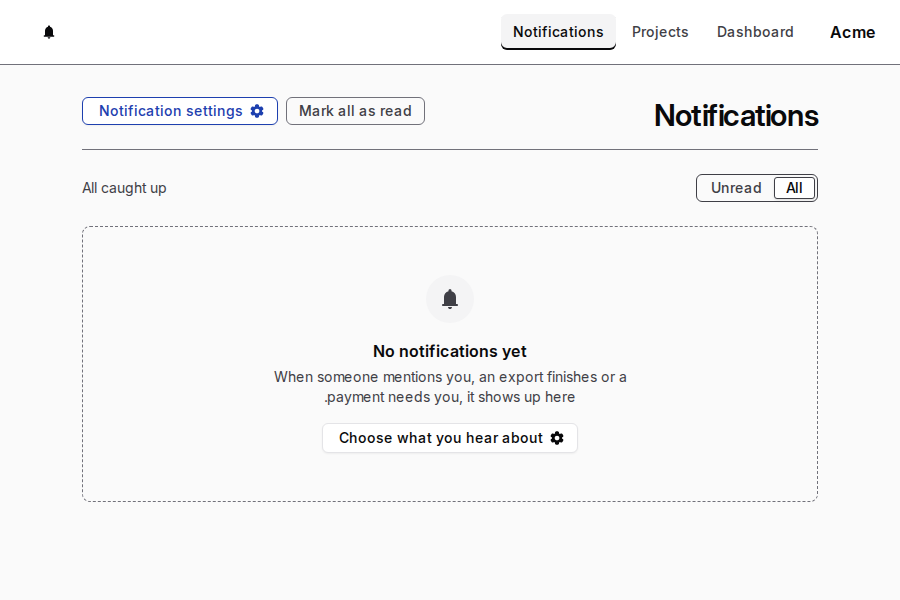 Acme
Dashboard
Projects
Notifications
Notifications
Mark all as read
Notification settings
All
Unread
All caught up
No notifications yet
When someone mentions you, an export finishes or a
.payment needs you, it shows up here
Choose what you hear about